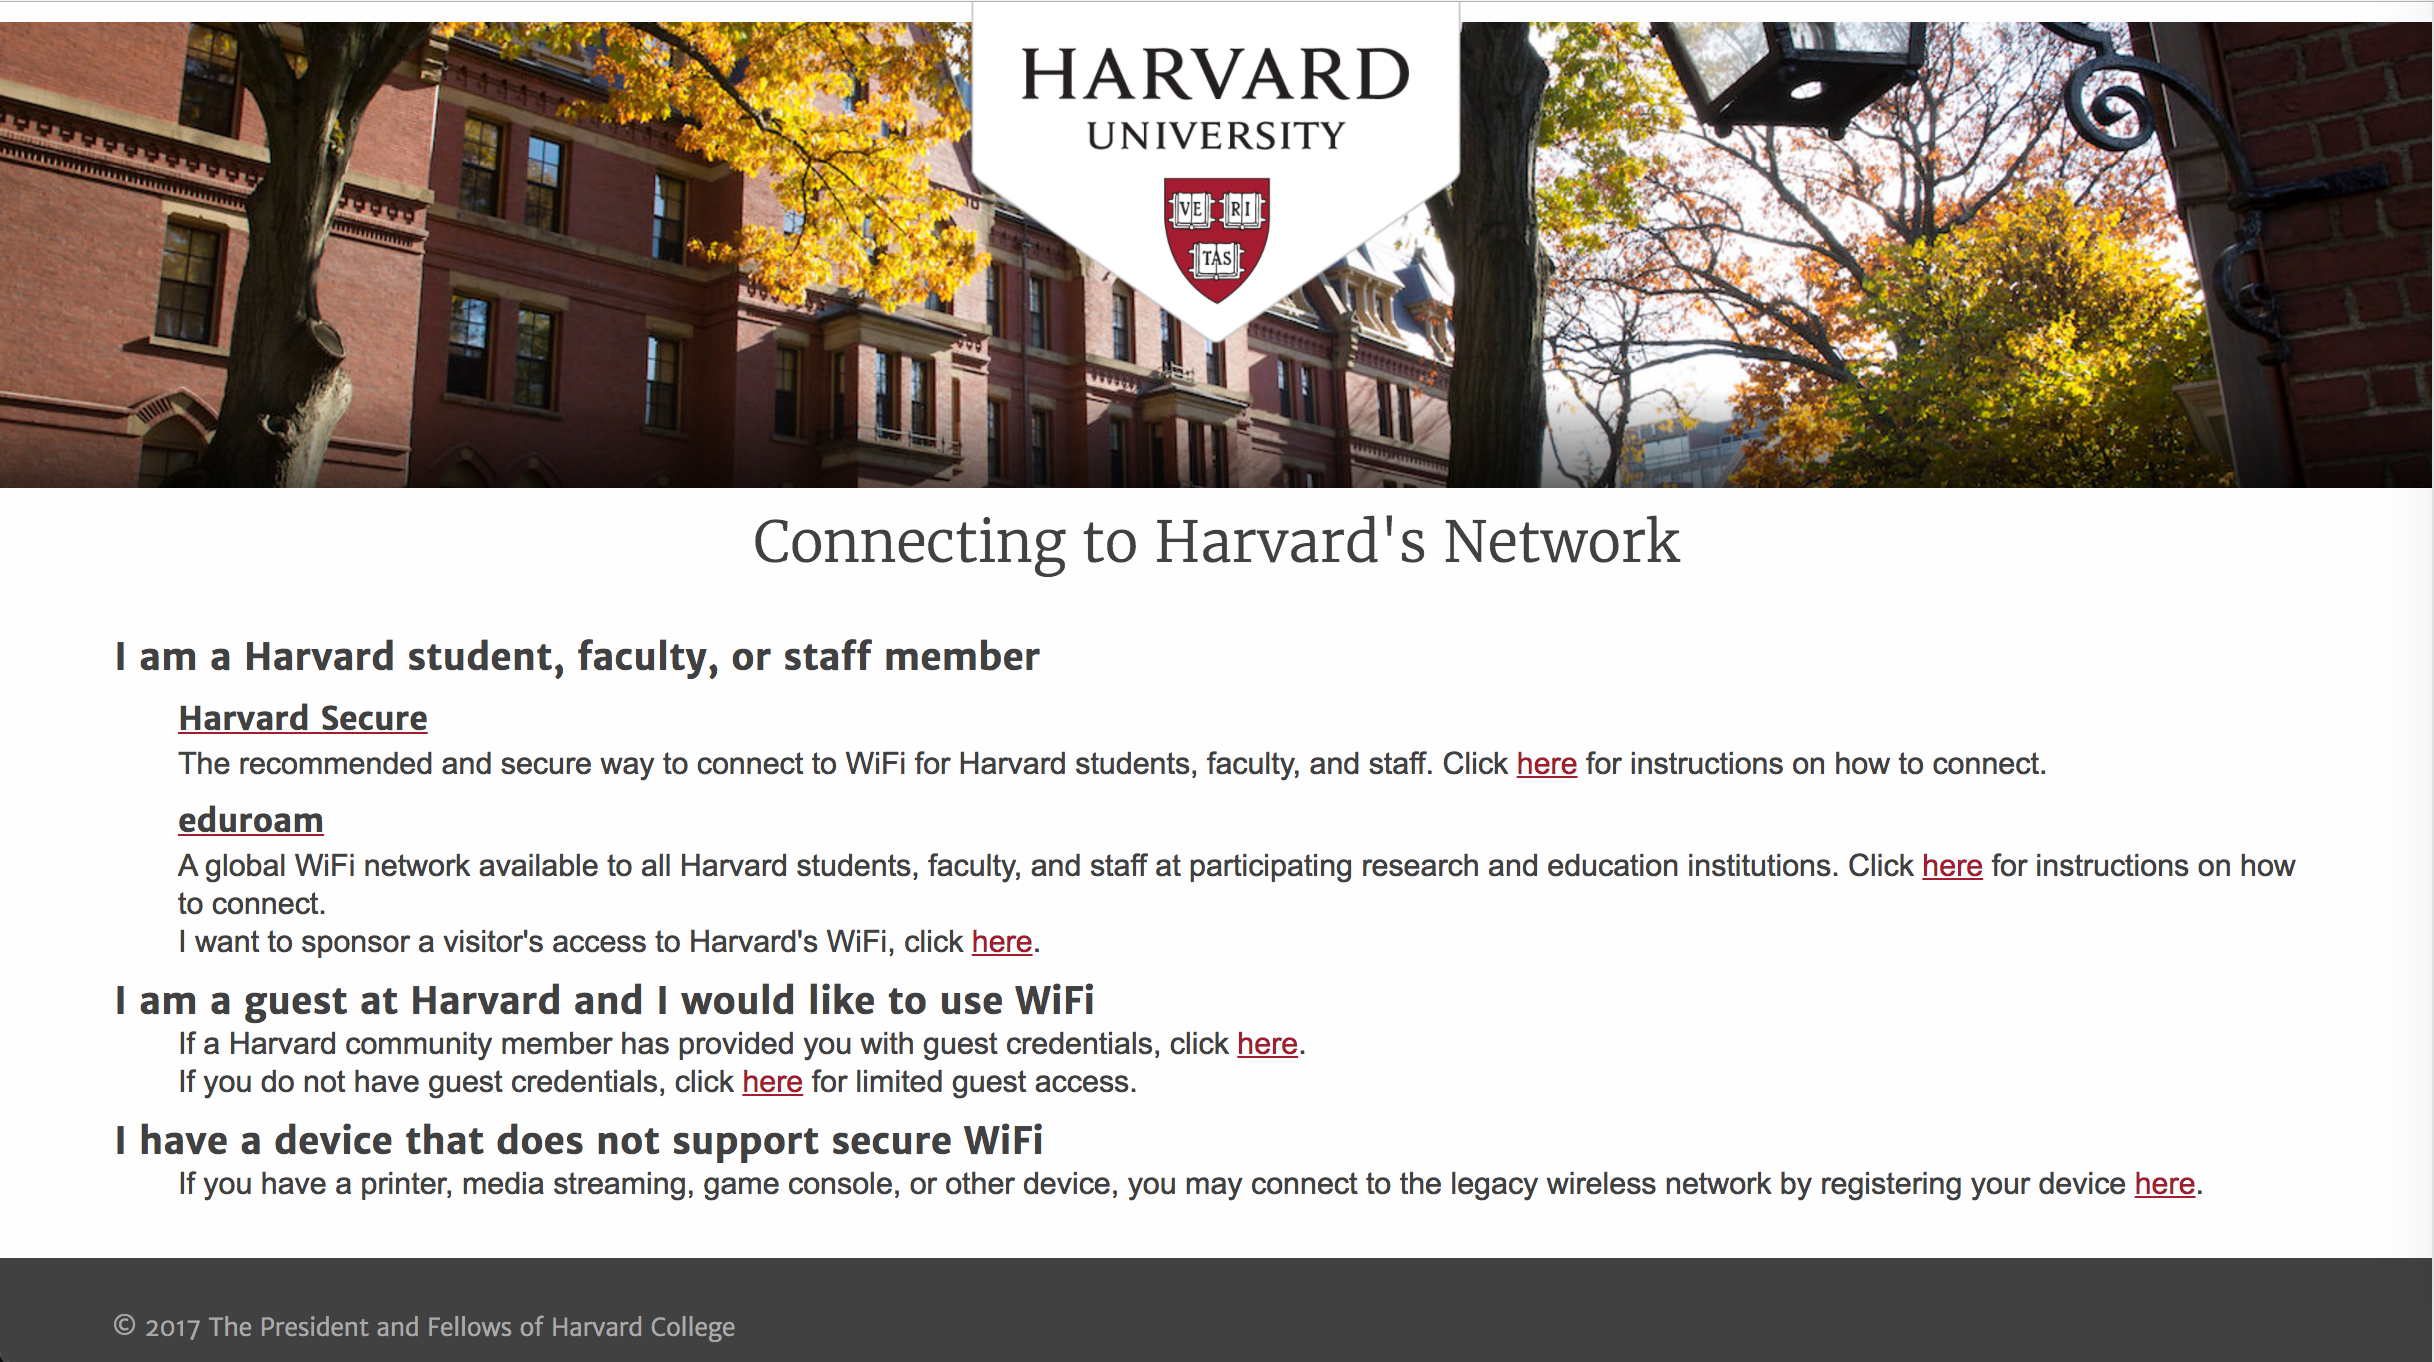 HARVARD
UNIVERSITY
VE RI
TAS
Connecting to Harvard's Network
I am a Harvard student, faculty, or staff member
Harvard Secure
The recommended and secure way to connect to WiFi for Harvard students, faculty, and staff. Click here for instructions on how to connect.
eduroam
A global WiFi network available to all Harvard students, faculty, and staff at participating research and education institutions. Click here for instructions on how
to connect.
I want to sponsor a visitor's access to Harvard's WiFi, click here.
I am a guest at Harvard and I would like to use WiFi
If a Harvard community member has provided you with guest credentials, click here.
If you do not have guest credentials, click here for limited guest access.
I have a device that does not support secure WiFi
If you have a printer, media streaming, game console, or other device, you may connect to the legacy wireless network by registering your device here.
© 2017 The President and Fellows of Harvard College